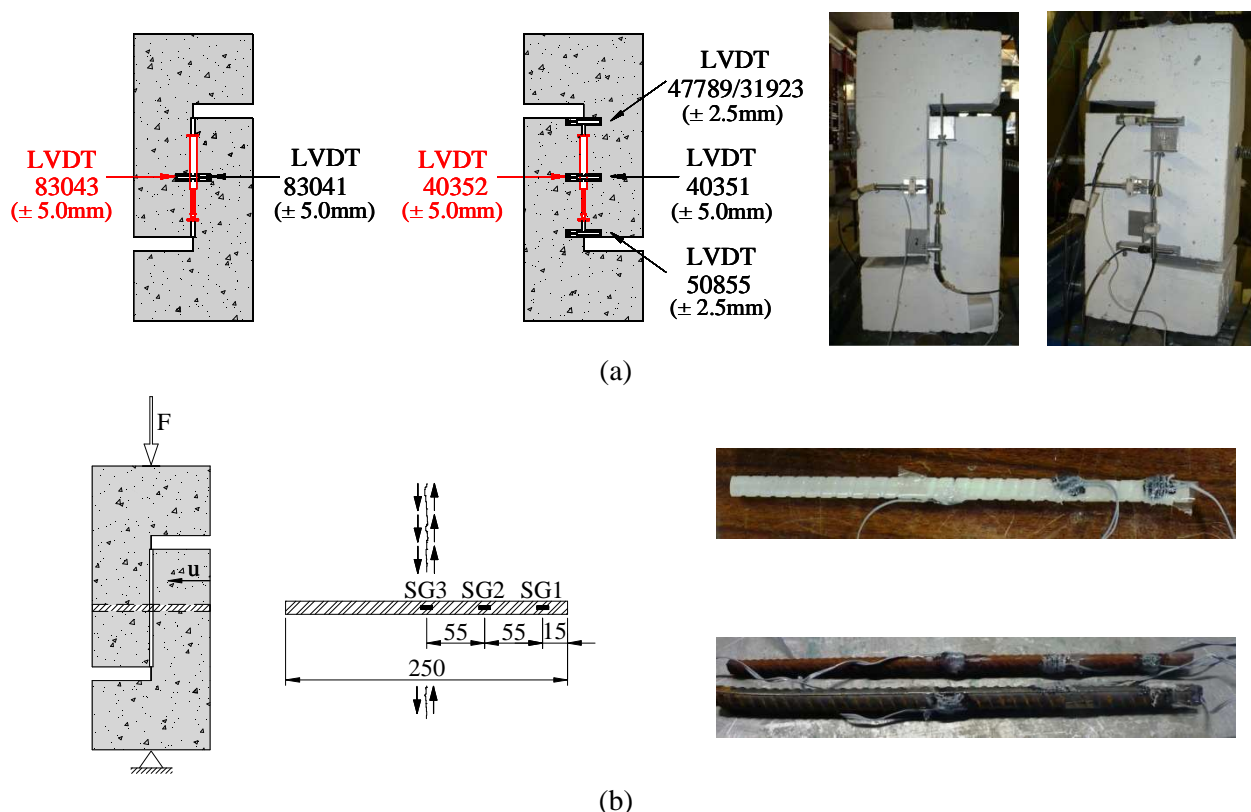 LVDT
83043
(± 5.0mm)
LVDT
83041
(± 5.0mm)
LVDT
40352
(± 5.0mm)
LVDT
47789/31923
(± 2.5mm)
LVDT
40351
(± 5.0mm)
LVDT
50855
(± 2.5mm)
(a)
F
u
SG3 SG2 SG1
55 55 15
250
(b)